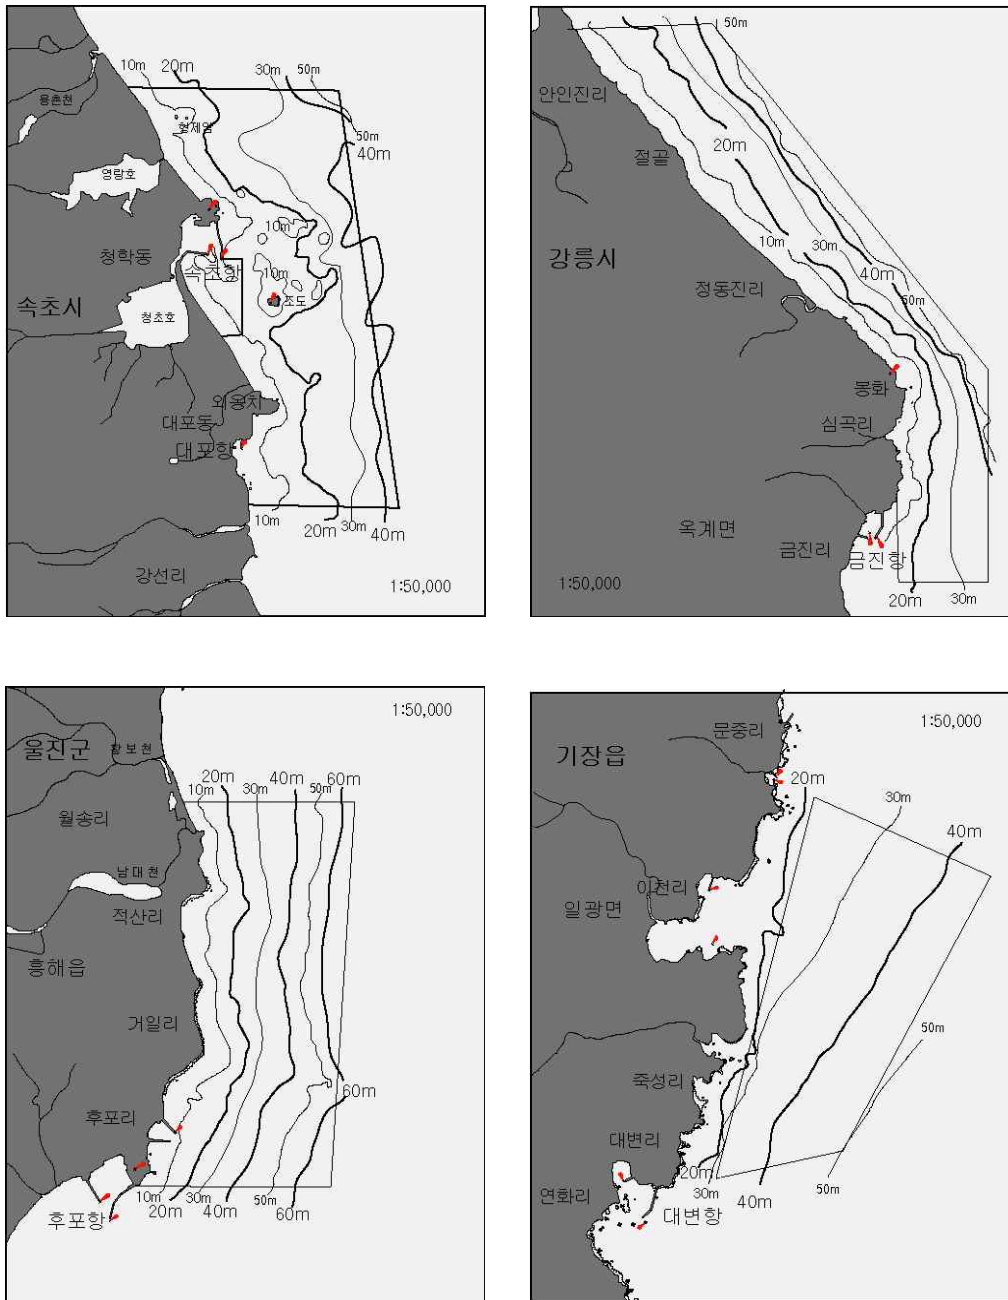 10m
20m
30m
50m
용촌천
형제암
50m
40m
영랑호
10m
청학동
속초항
10m
조도
속초시
청초호
외옹치
대포동
대포항
10m
20m
30m
40m
강선리
1:50,000
50m
안인진리
절골
20m
10m
30m
강릉시
40m
정동진리
50m
봉화
심곡리
옥계면
금진리
금진항
1:50,000
20m
30m
1:50,000
울진군
황보천
20m
40m
60m
10m
30m
50m
월송리
남대천
적산리
흥해읍
거일리
60m
후포리
10m
20m
30m
40m
50m
60m
후포항
1:50,000
문중리
기장읍
20m
30m
40m
이천리
일광면
50m
죽성리
대변리
20m
30m
40m
50m
연화리
대변항